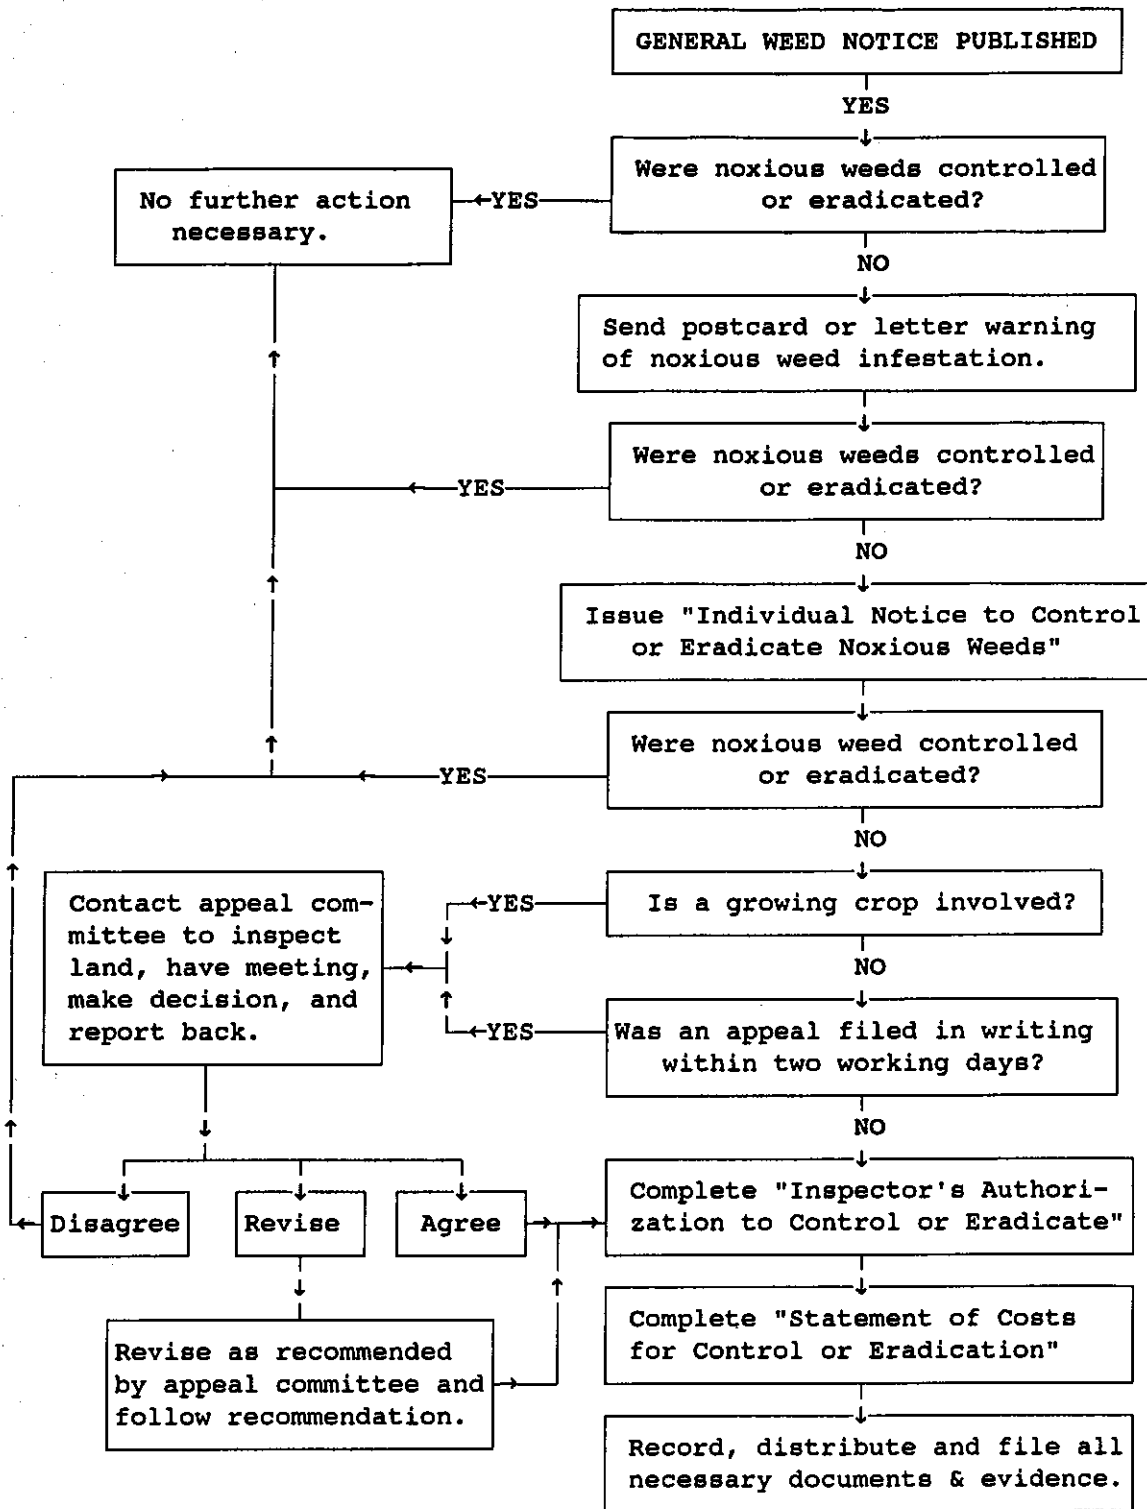 GENERAL WEED NOTICE PUBLISHED
YES
Were noxious weeds controlled
or eradicated?
YES
No further action
necessary.
NO
Send postcard or letter warning
of noxious weed infestation.
Were noxious weeds controlled
or eradicated?
YES
NO
Issue "Individual Notice to Control
or Eradicate Noxious Weeds"
Were noxious weed controlled
or eradicated?
YES
NO
Is a growing crop involved?
YES
Contact appeal com-
mittee to inspect
land, have meeting,
make decision, and
report back.
NO
Was an appeal filed in writing
within two working days?
YES
NO
Disagree
Revise
Agree
Complete "Inspector's Authori-
zation to Control or Eradicate"
Revise as recommended
by appeal committee and
follow recommendation.
Complete "Statement of Costs
for Control or Eradication"
Record, distribute and file all
necessary documents & evidence.